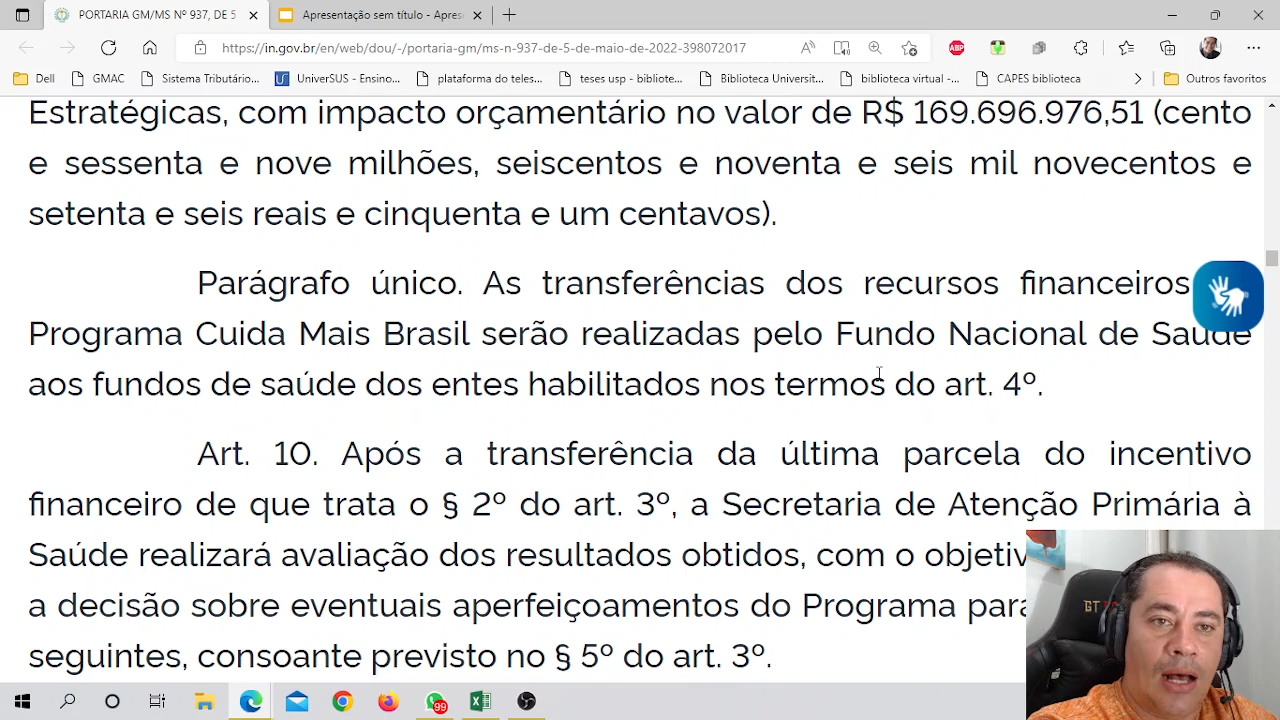 PORTARIA GM/MS Nº 937, DE 5
Apresentação sem título - Apres
https://in.gov.br/en/web/dou/-/portaria-gm/ms-n-937-de-5-de-maio-de-2022-398072017
Dell GMAC Sistema Tributário... UniverSUS - Ensino... plataforma do teles... teses usp - bibliote... Biblioteca Universit... biblioteca virtual -... CAPES biblioteca Outros favoritos
Estratégicas, com impacto orçamentário no valor de R$ 169.696.976,51 (cento
e sessenta e nove milhões, seiscentos e noventa e seis mil novecentos e
setenta e seis reais e cinquenta e um centavos).
Parágrafo único. As transferências dos recursos financeiros
Programa Cuida Mais Brasil serão realizadas pelo Fundo Nacional de Saúde
aos fundos de saúde dos entes habilitados nos termos do art. 4º.
Art. 10. Após a transferência da última parcela do incentivo
financeiro de que trata o § 2º do art. 3º, a Secretaria de Atenção Primária à
Saúde realizará avaliação dos resultados obtidos, com o objetiv
a decisão sobre eventuais aperfeiçoamentos do Programa para
seguintes, consoante previsto no § 5º do art. 3º.
ABP
GT
99